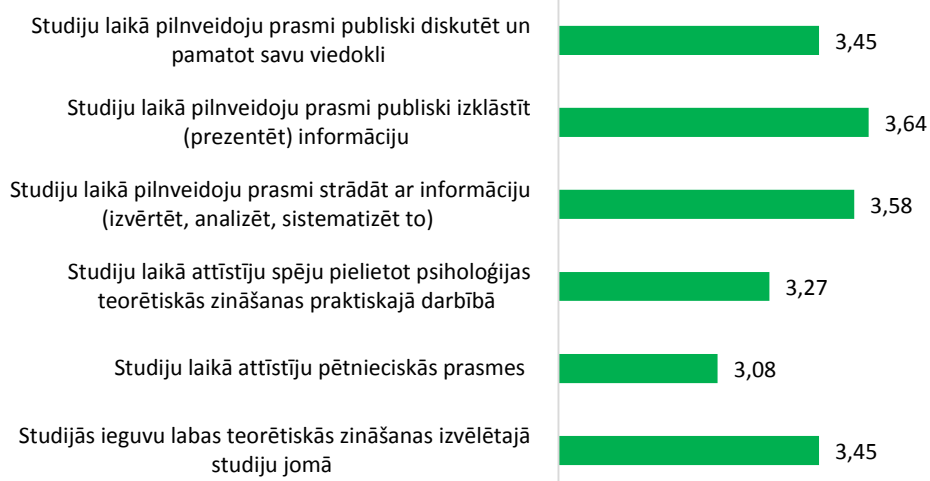 Studiju laikā pilnveidoju prasmi publiski diskutēt un
pamatot savu viedokli
3,45
Studiju laikā pilnveidoju prasmi publiski izklāstīt
(prezentēt) informāciju
3,64
Studiju laikā pilnveidoju prasmi strādāt ar informāciju
(izvērtēt, analizēt, sistematizēt to)
3,58
Studiju laikā attīstīju spēju pielietot psiholoģijas
teorētiskās zināšanas praktiskajā darbībā
3,27
Studiju laikā attīstīju pētnieciskās prasmes
3,08
Studijās ieguvu labas teorētiskās zināšanas izvēlētajā
studiju jomā
3,45